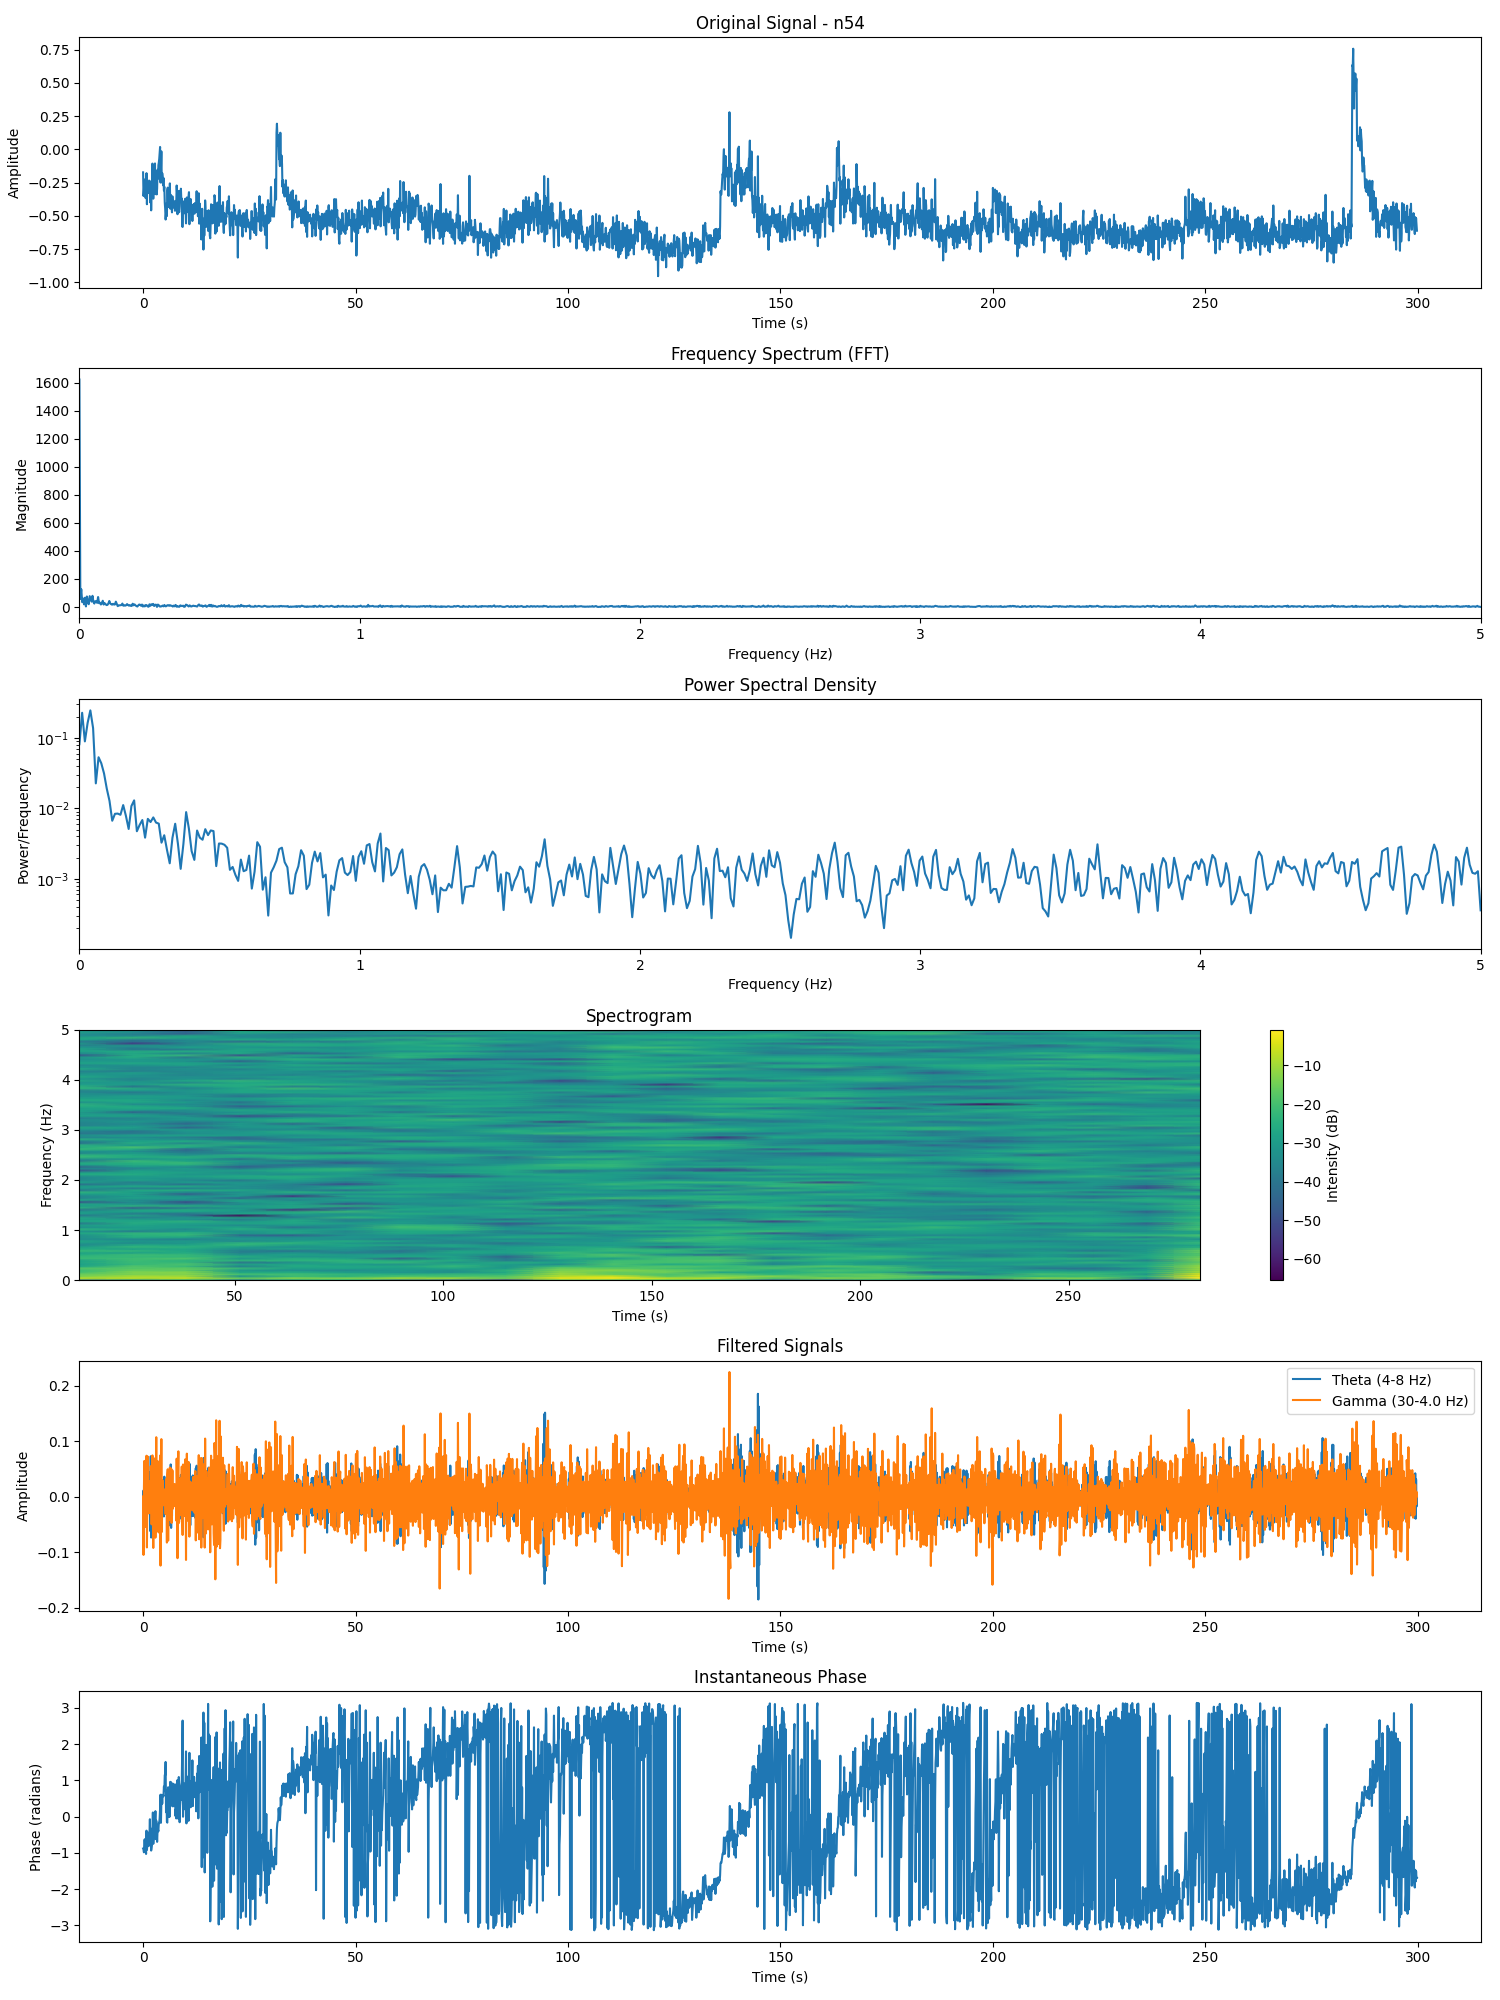 Original Signal - n54
0.75
0.50
0.25
0.00
−0.25
−0.50
−0.75
−1.00
Amplitude
0 50 100 150 200 250 300
Time (s)
Frequency Spectrum (FFT)
1600
1400
1200
1000
800
600
400
200
0
Magnitude
0 1 2 3 4 5
Frequency (Hz)
Power Spectral Density
10⁻¹
10⁻²
10⁻³
Power/Frequency
0 1 2 3 4 5
Frequency (Hz)
Spectrogram
5
4
3
2
1
0
Frequency (Hz)
50 100 150 200 250
Time (s)
−10
−20
−30
−40
−50
−60
Intensity (dB)
Filtered Signals
Theta (4-8 Hz)
Gamma (30-4.0 Hz)
0.2
0.1
0.0
−0.1
−0.2
Amplitude
0 50 100 150 200 250 300
Time (s)
Instantaneous Phase
3
2
1
0
−1
−2
−3
Phase (radians)
0 50 100 150 200 250 300
Time (s)